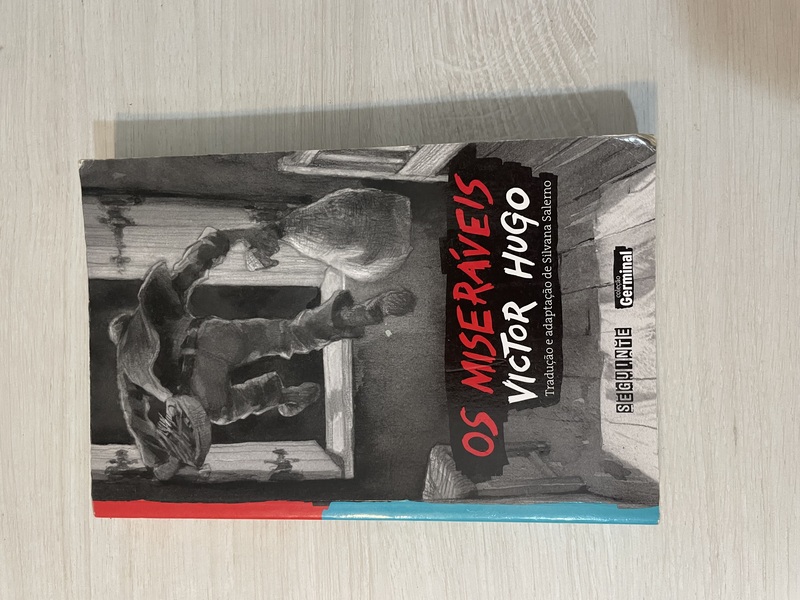 OS MISERÁVEIS
VICTOR HUGO
Tradução e adaptação de Silvana Salerno
SEGUINTE
coleção
Germinal